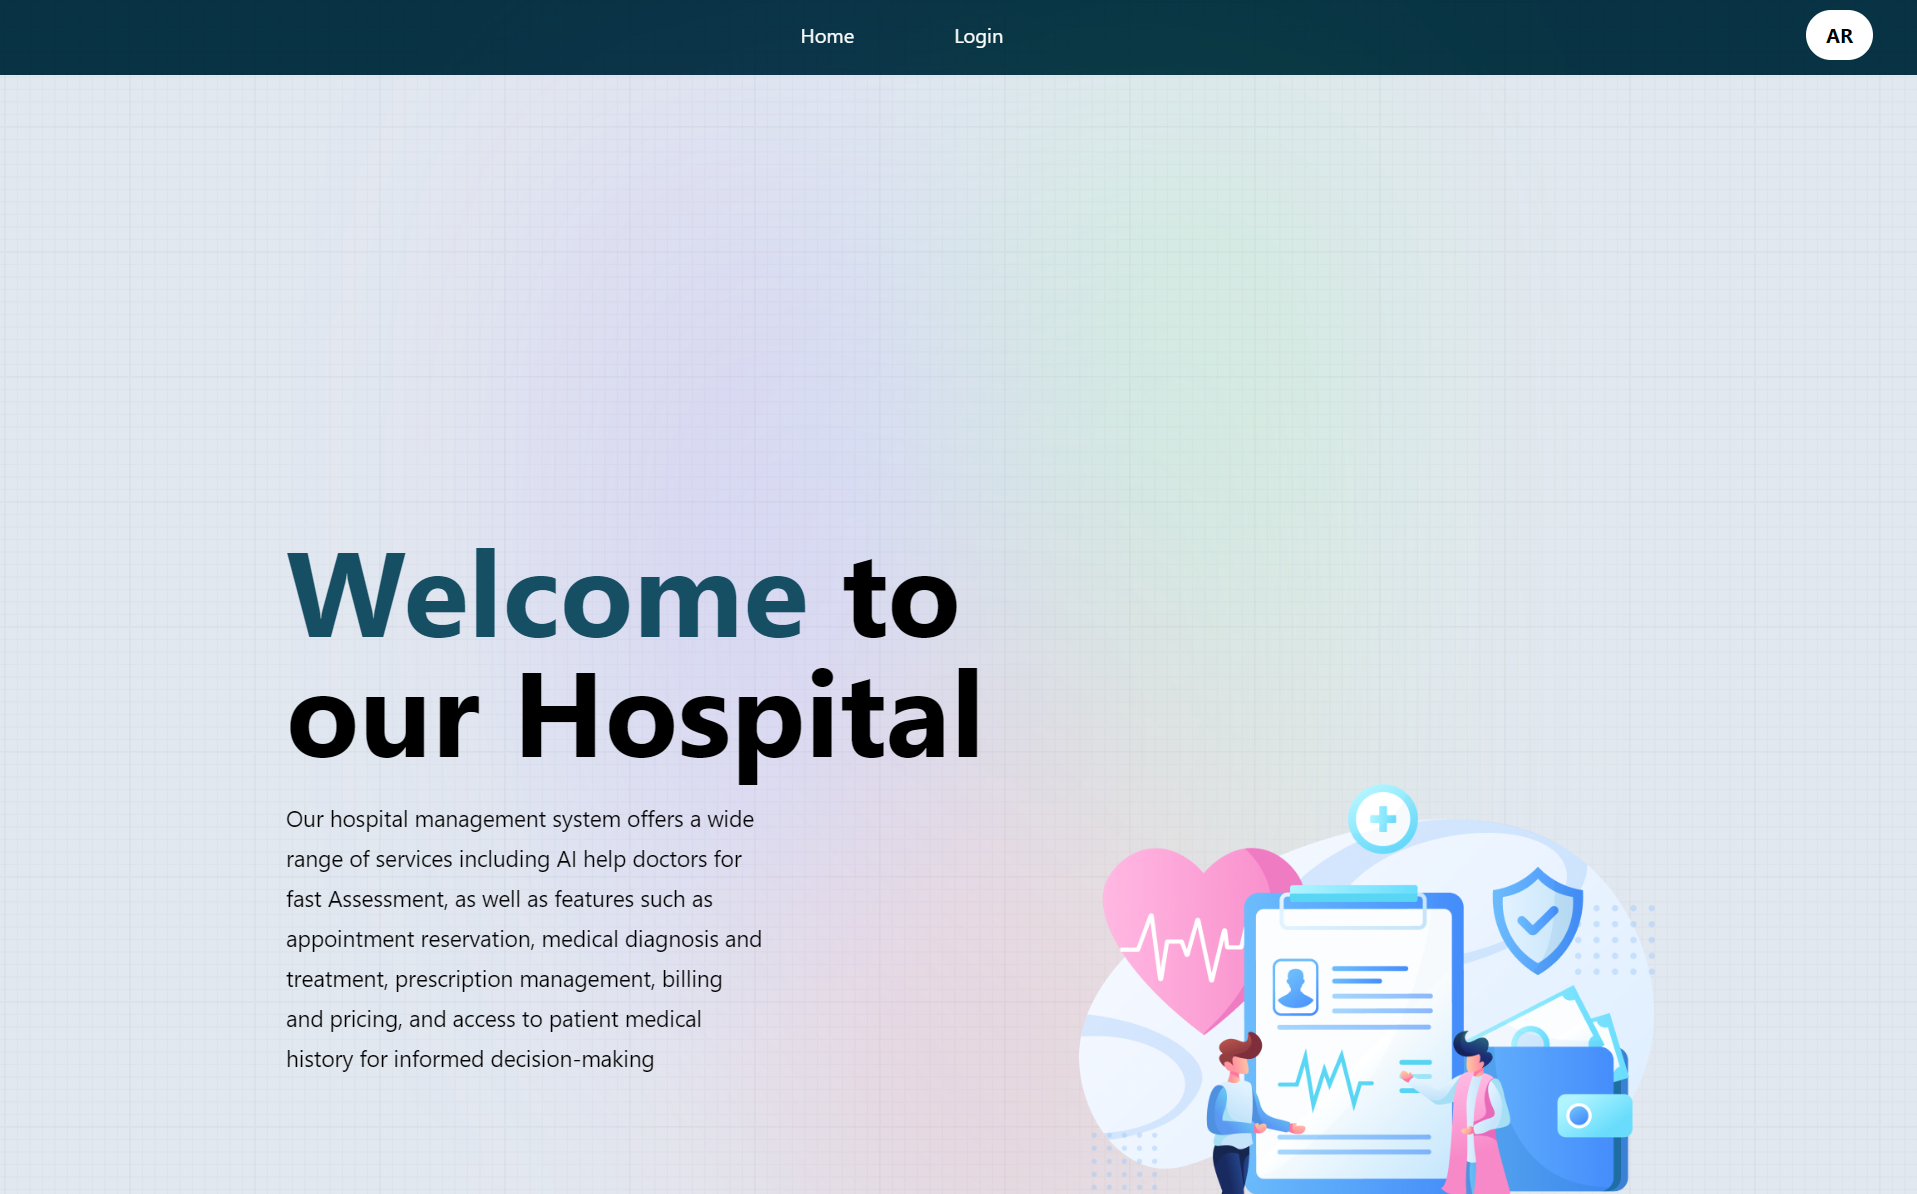 Home Login AR
Welcome to
our Hospital
Our hospital management system offers a wide
range of services including AI help doctors for
fast Assessment, as well as features such as
appointment reservation, medical diagnosis and
treatment, prescription management, billing
and pricing, and access to patient medical
history for informed decision-making